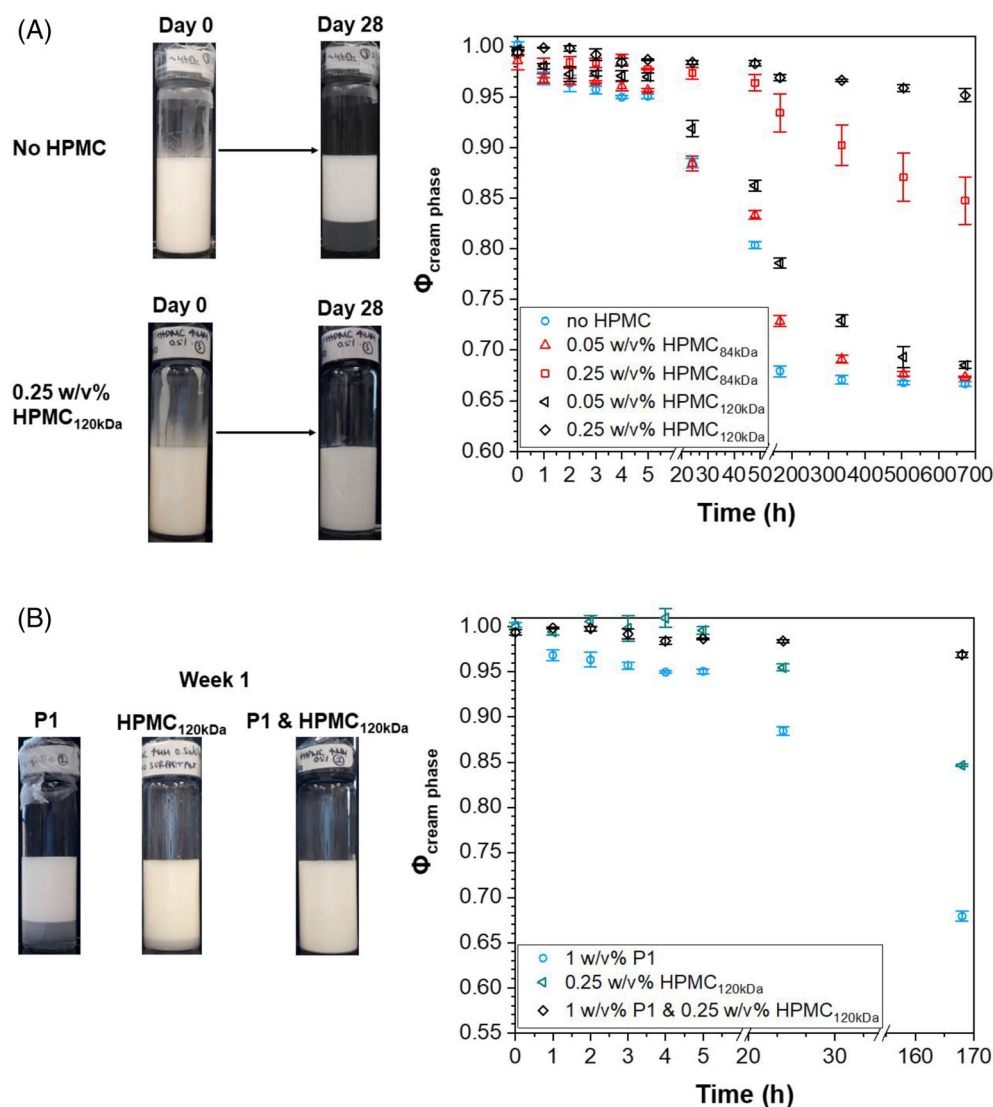 (A)
Day 0
Day 28
No HPMC
Day 0
Day 28
0.25 w/v%
HPMC120kDa
Φcream phase
1.00
0.95
0.90
0.85
0.80
0.75
0.70
0.65
0.60
no HPMC
0.05 w/v% HPMC84kDa
0.25 w/v% HPMC84kDa
0.05 w/v% HPMC120kDa
0.25 w/v% HPMC120kDa
0 1 2 3 4 5 20 30 40 50 200 300 400 500 600 700
Time (h)
(B)
Week 1
P1
HPMC120kDa
P1 & HPMC120kDa
Φcream phase
1.00
0.95
0.90
0.85
0.80
0.75
0.70
0.65
0.60
0.55
1 w/v% P1
0.25 w/v% HPMC120kDa
1 w/v% P1 & 0.25 w/v% HPMC120kDa
0 1 2 3 4 5 20 30 160 170
Time (h)